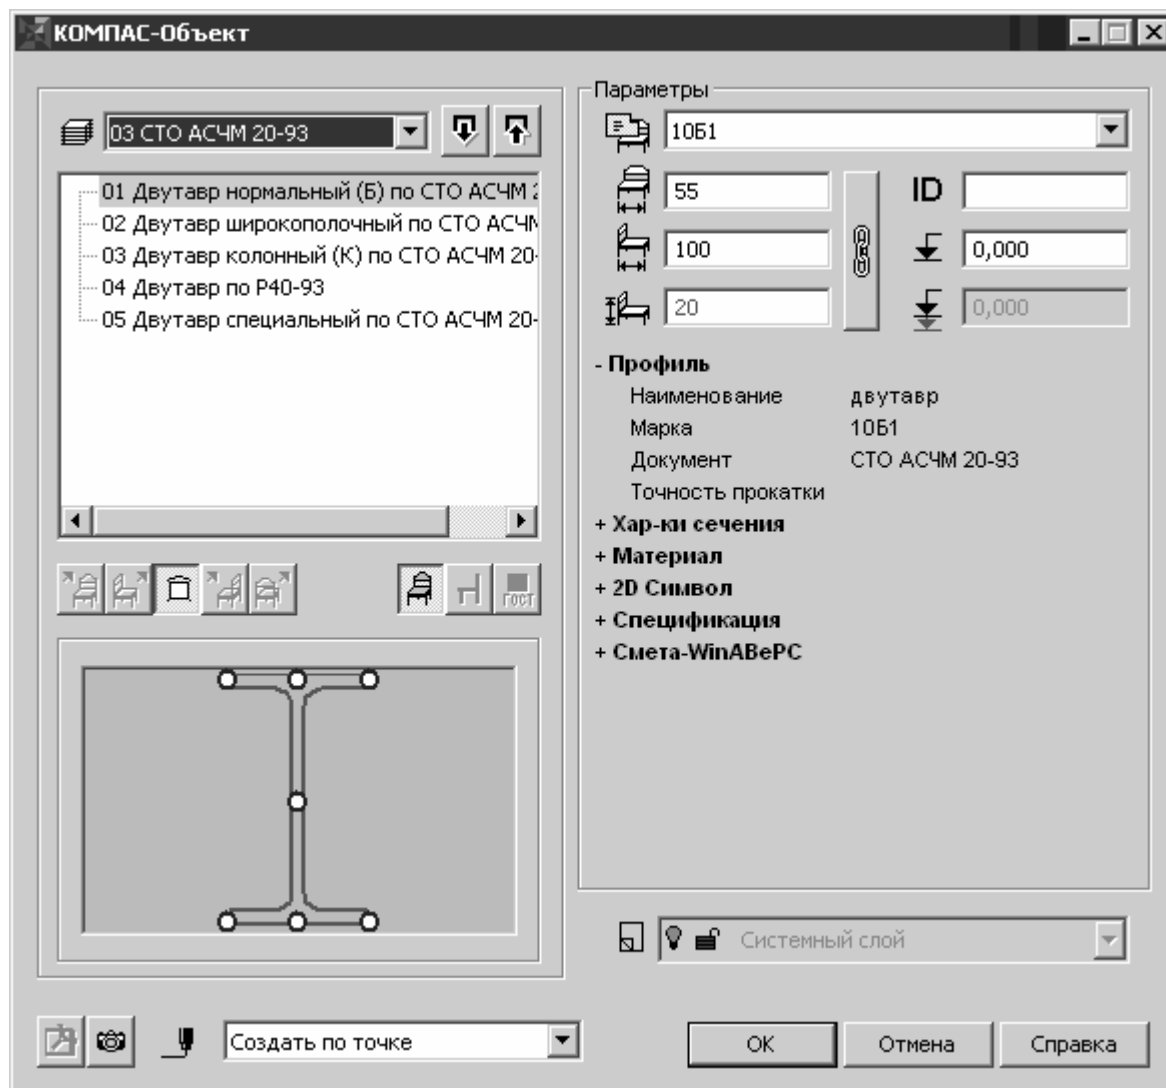 КОМПАС-Объект
03 СТО АСЧМ 20-93
01 Двутавр нормальный (Б) по СТО АСЧМ 2
02 Двутавр широкополочный по СТО АСЧМ
03 Двутавр колонный (К) по СТО АСЧМ 20-
04 Двутавр по Р40-93
05 Двутавр специальный по СТО АСЧМ 20-
ГОСТ
Создать по точке
Параметры
10Б1
55
ID
100
0,000
20
0,000
- Профиль
Наименование двутавр
Марка 10Б1
Документ СТО АСЧМ 20-93
Точность прокатки
+ Хар-ки сечения
+ Материал
+ 2D Символ
+ Спецификация
+ Смета-WinАВеРС
Системный слой
OK Отмена Справка